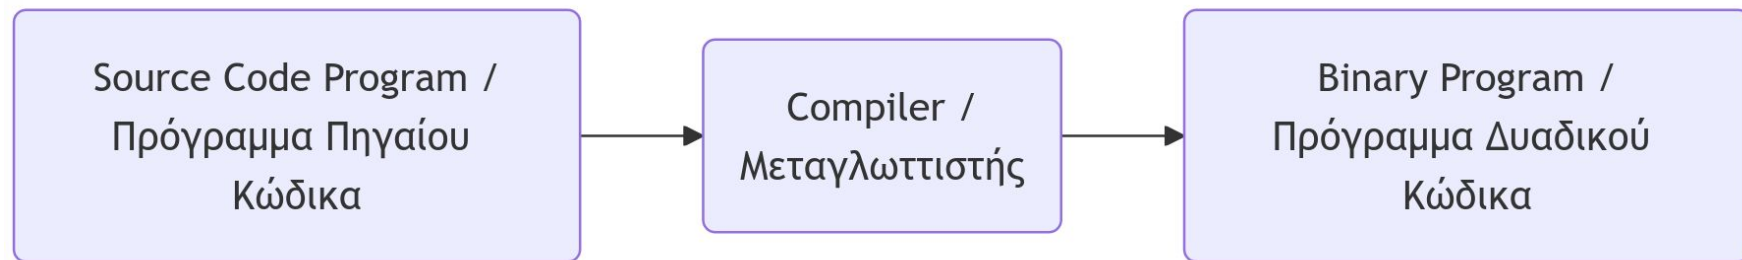 Source Code Program /
Πρόγραμμα Πηγαίου
Κώδικα
Compiler /
Μεταγλωττιστής
Binary Program /
Πρόγραμμα Δυαδικού
Κώδικα